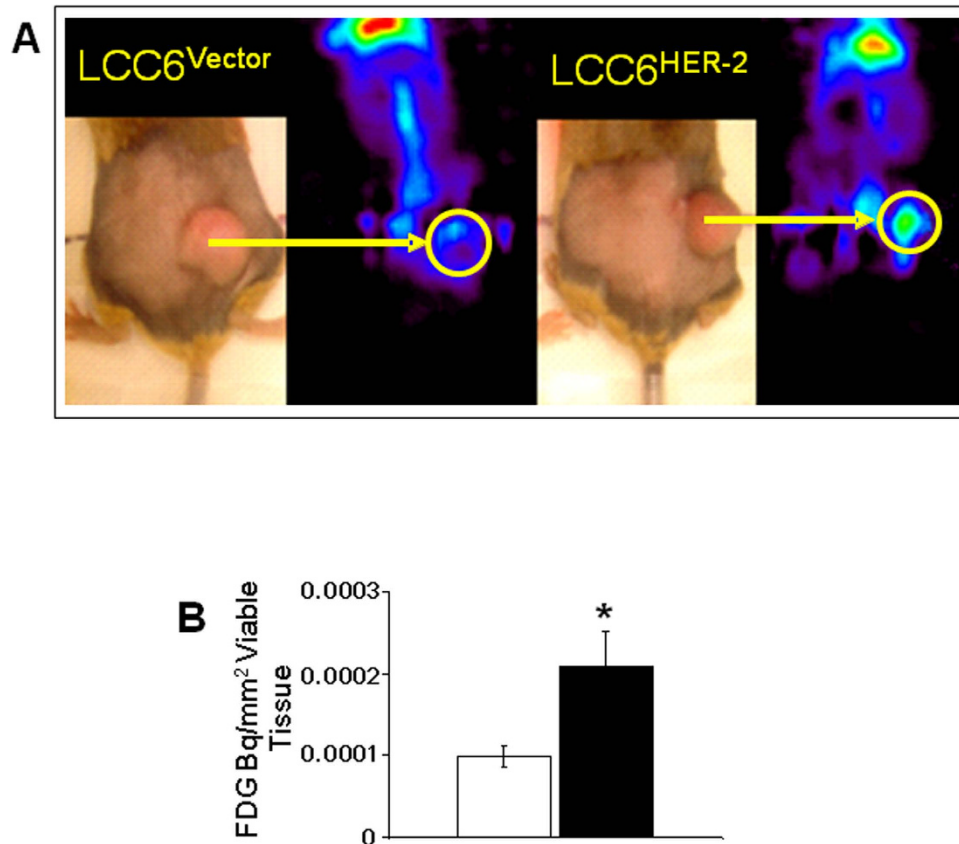 A
LCC6Vector
LCC6HER-2
B
FDG Bq/mm² Viable
Tissue
0.0003
*
0.0002
0.0001
0